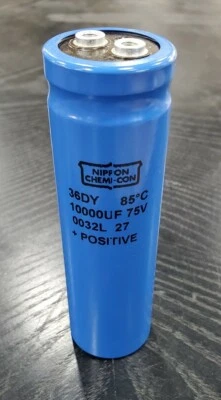 NIPPON
CHEMI-CON
36DY 85°C
10000UF 75V
0032L 27
+ POSITIVE